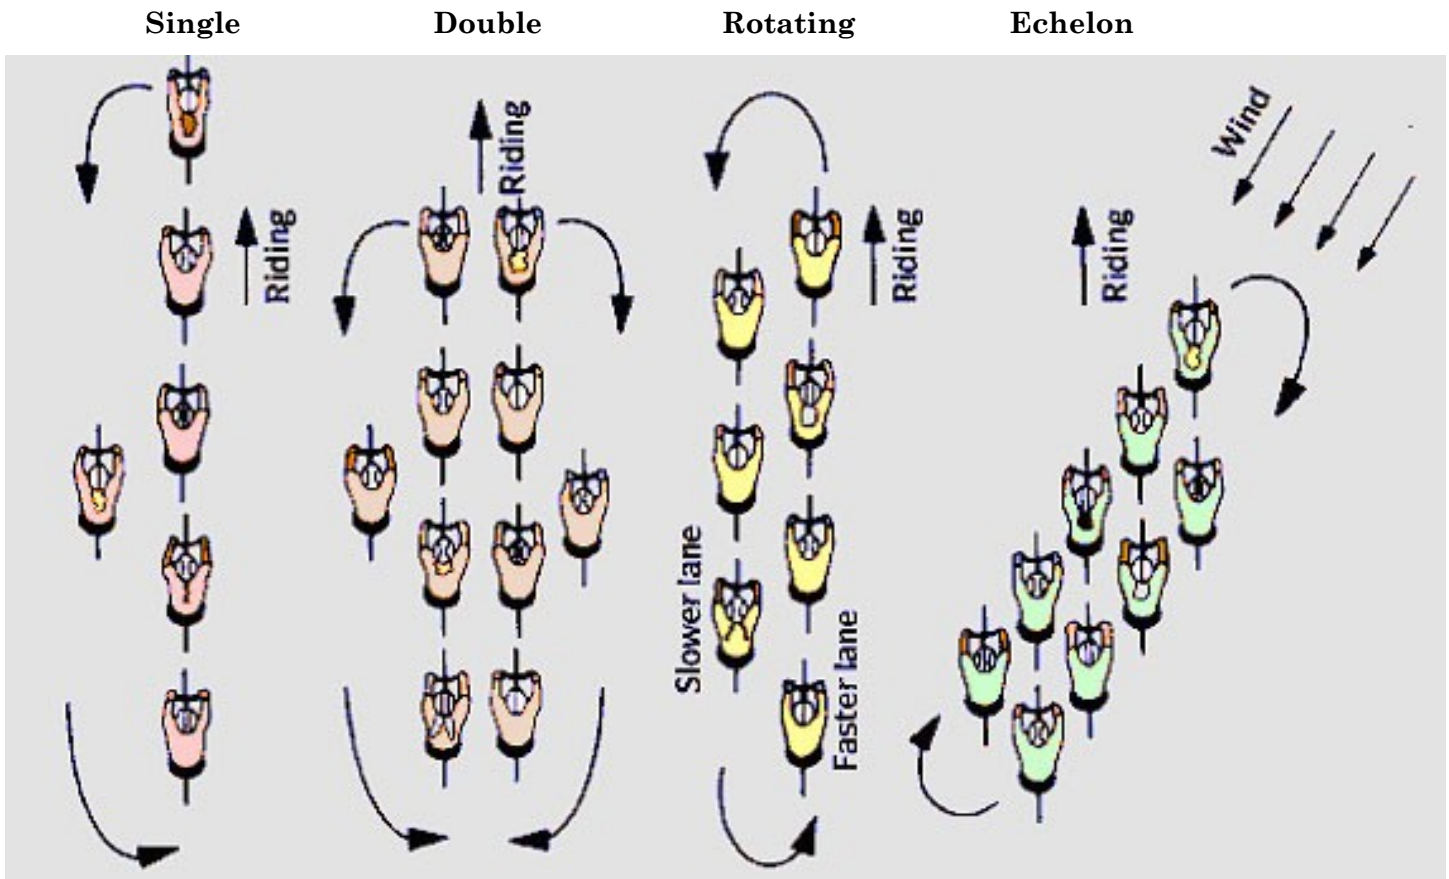 Single Double Rotating Echelon
Riding
Riding
Riding
Riding
Wind
Slower lane
Faster lane